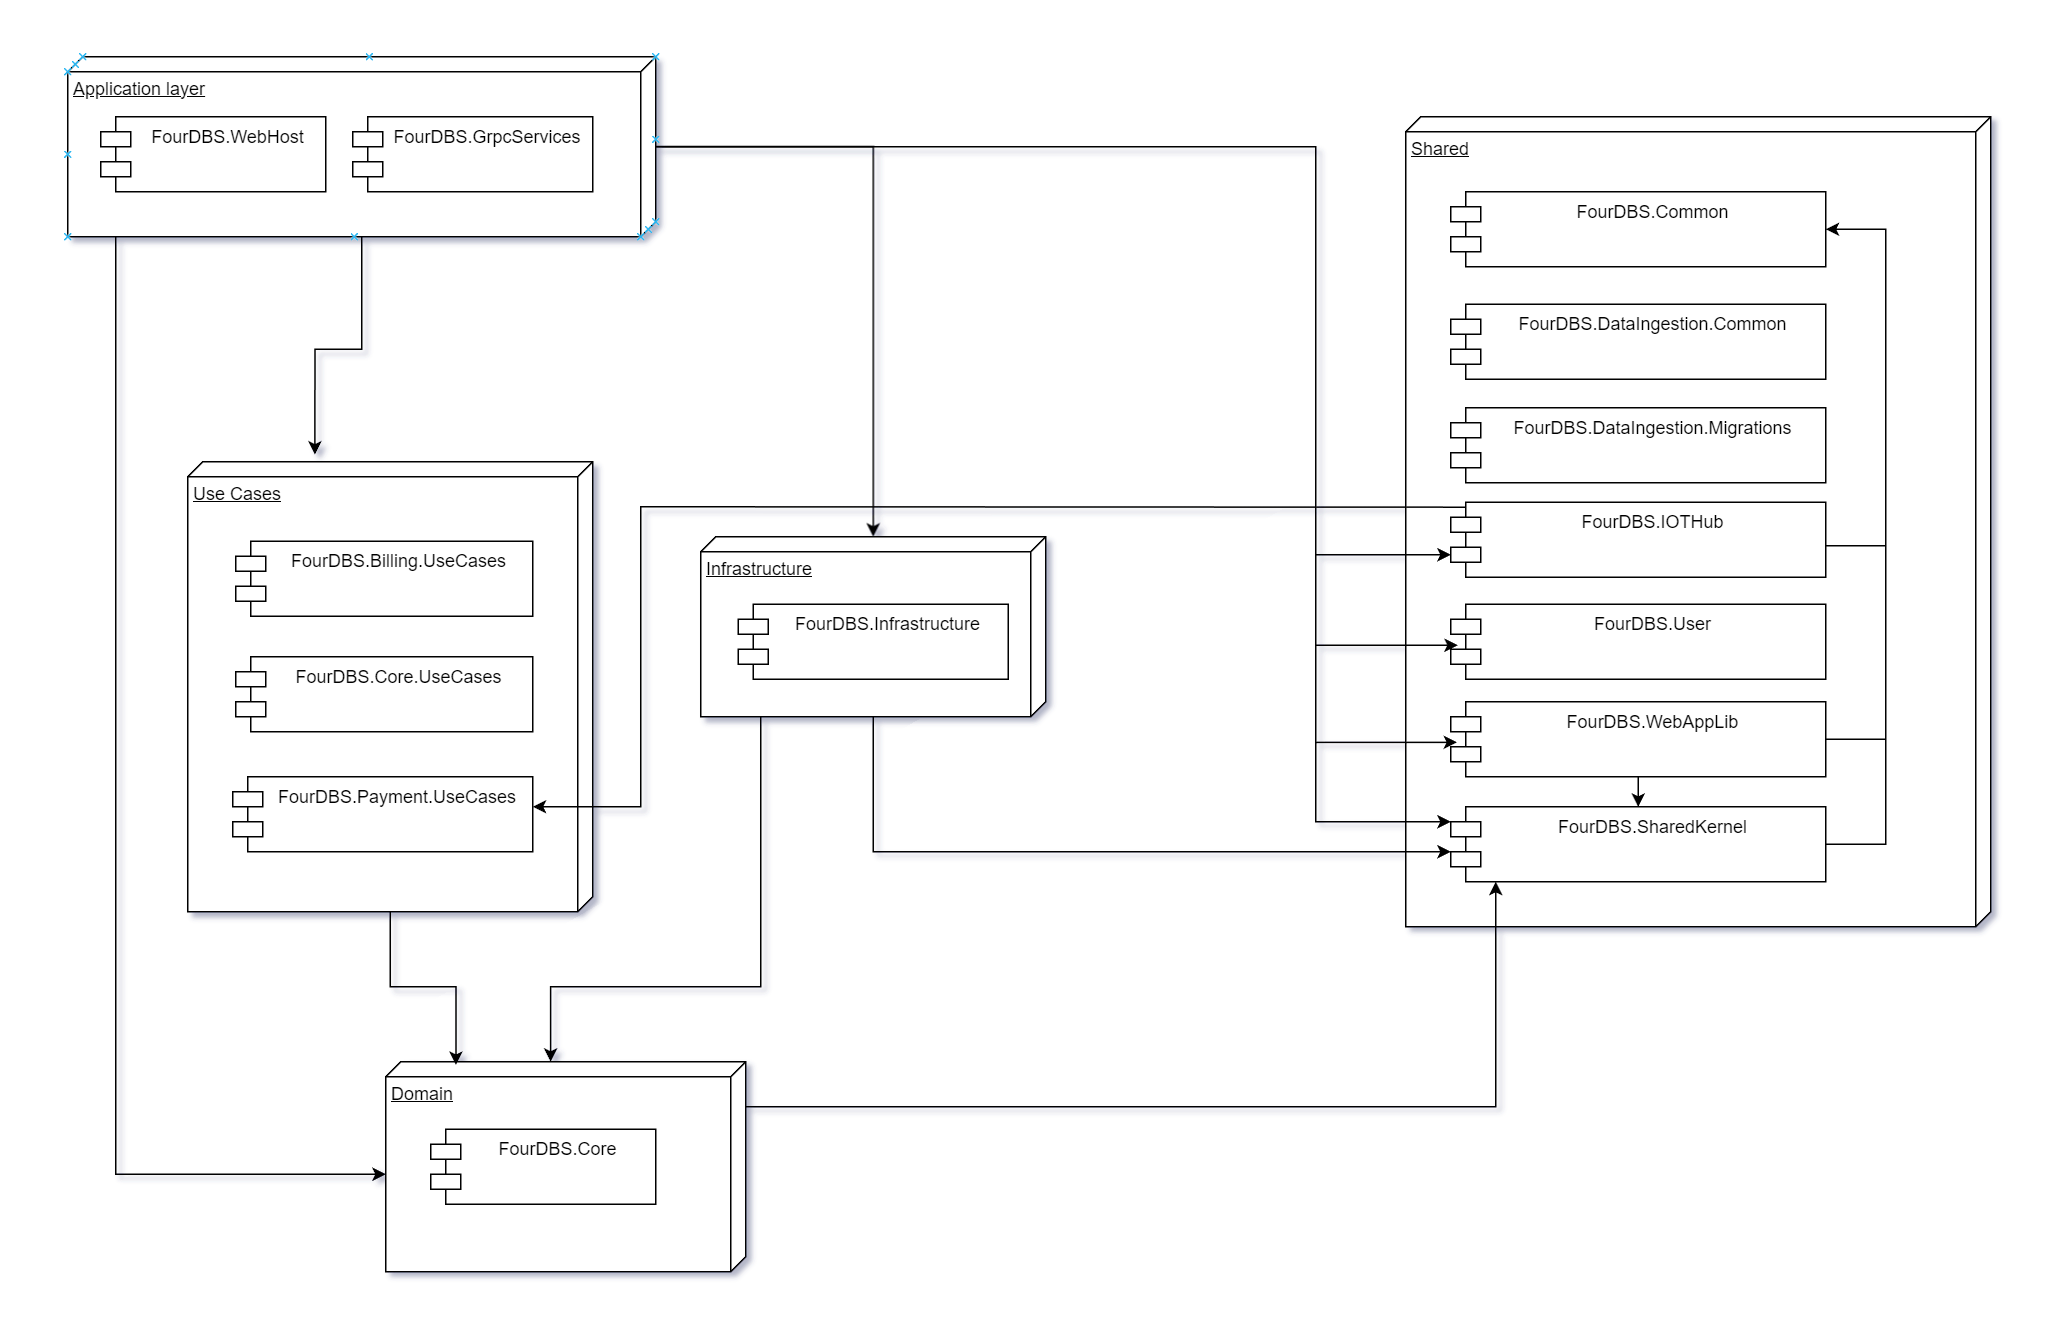 Application layer
FourDBS.WebHost
FourDBS.GrpcServices
Shared
FourDBS.Common
FourDBS.DataIngestion.Common
FourDBS.DataIngestion.Migrations
FourDBS.IOTHub
FourDBS.User
FourDBS.WebAppLib
FourDBS.SharedKernel
Use Cases
FourDBS.Billing.UseCases
FourDBS.Core.UseCases
FourDBS.Payment.UseCases
Infrastructure
FourDBS.Infrastructure
Domain
FourDBS.Core